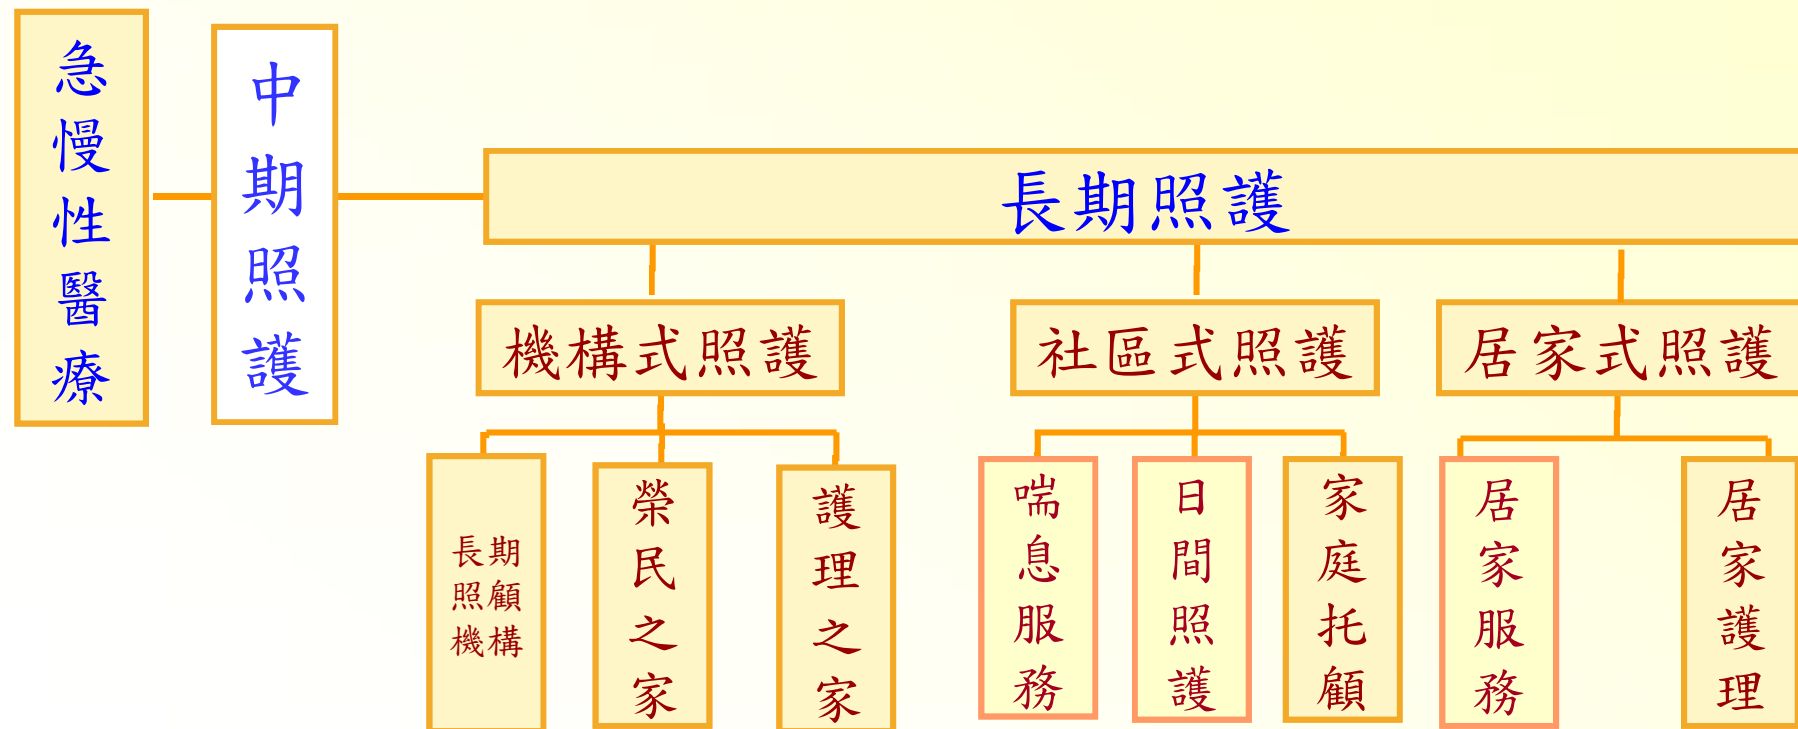 急慢性醫療
中期照護
長期照護
機構式照護
社區式照護
居家式照護
長期
照顧
機構
榮民之家
護理之家
喘息服務
日間照護
家庭托顧
居家服務
居家護理